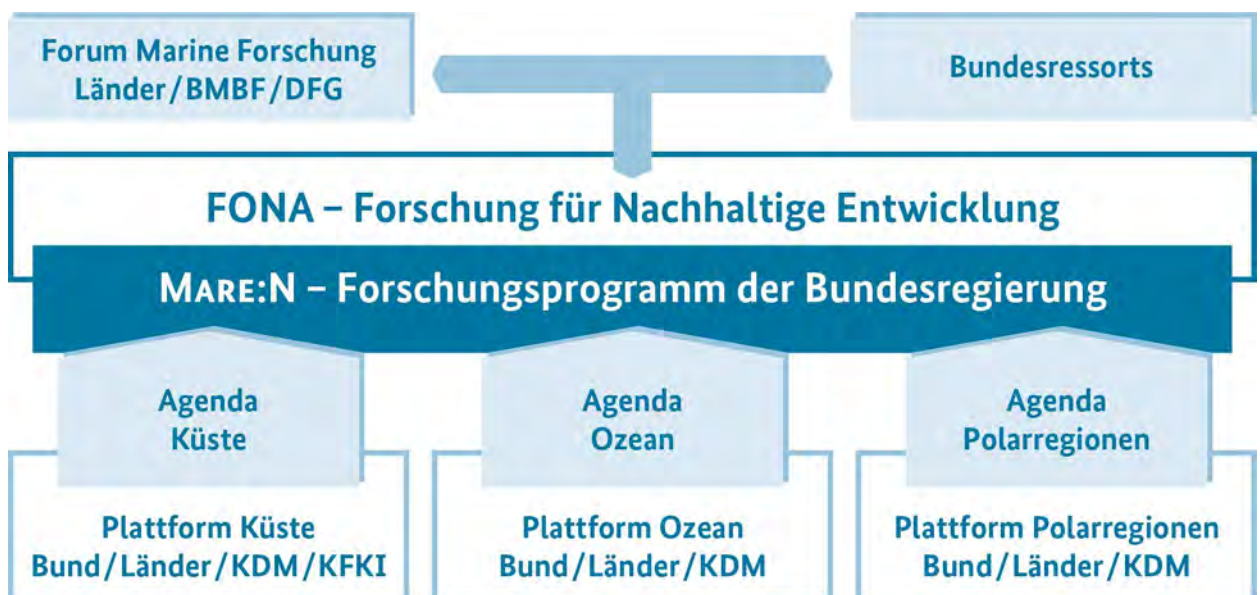 Forum Marine Forschung
Länder/BMBF/DFG
Bundesressorts
FONA – Forschung für Nachhaltige Entwicklung
MARE:N – Forschungsprogramm der Bundesregierung
Agenda
Küste
Agenda
Ozean
Agenda
Polarregionen
Plattform Küste
Bund/Länder/KDM/KFKI
Plattform Ozean
Bund/Länder/KDM
Plattform Polarregionen
Bund/Länder/KDM